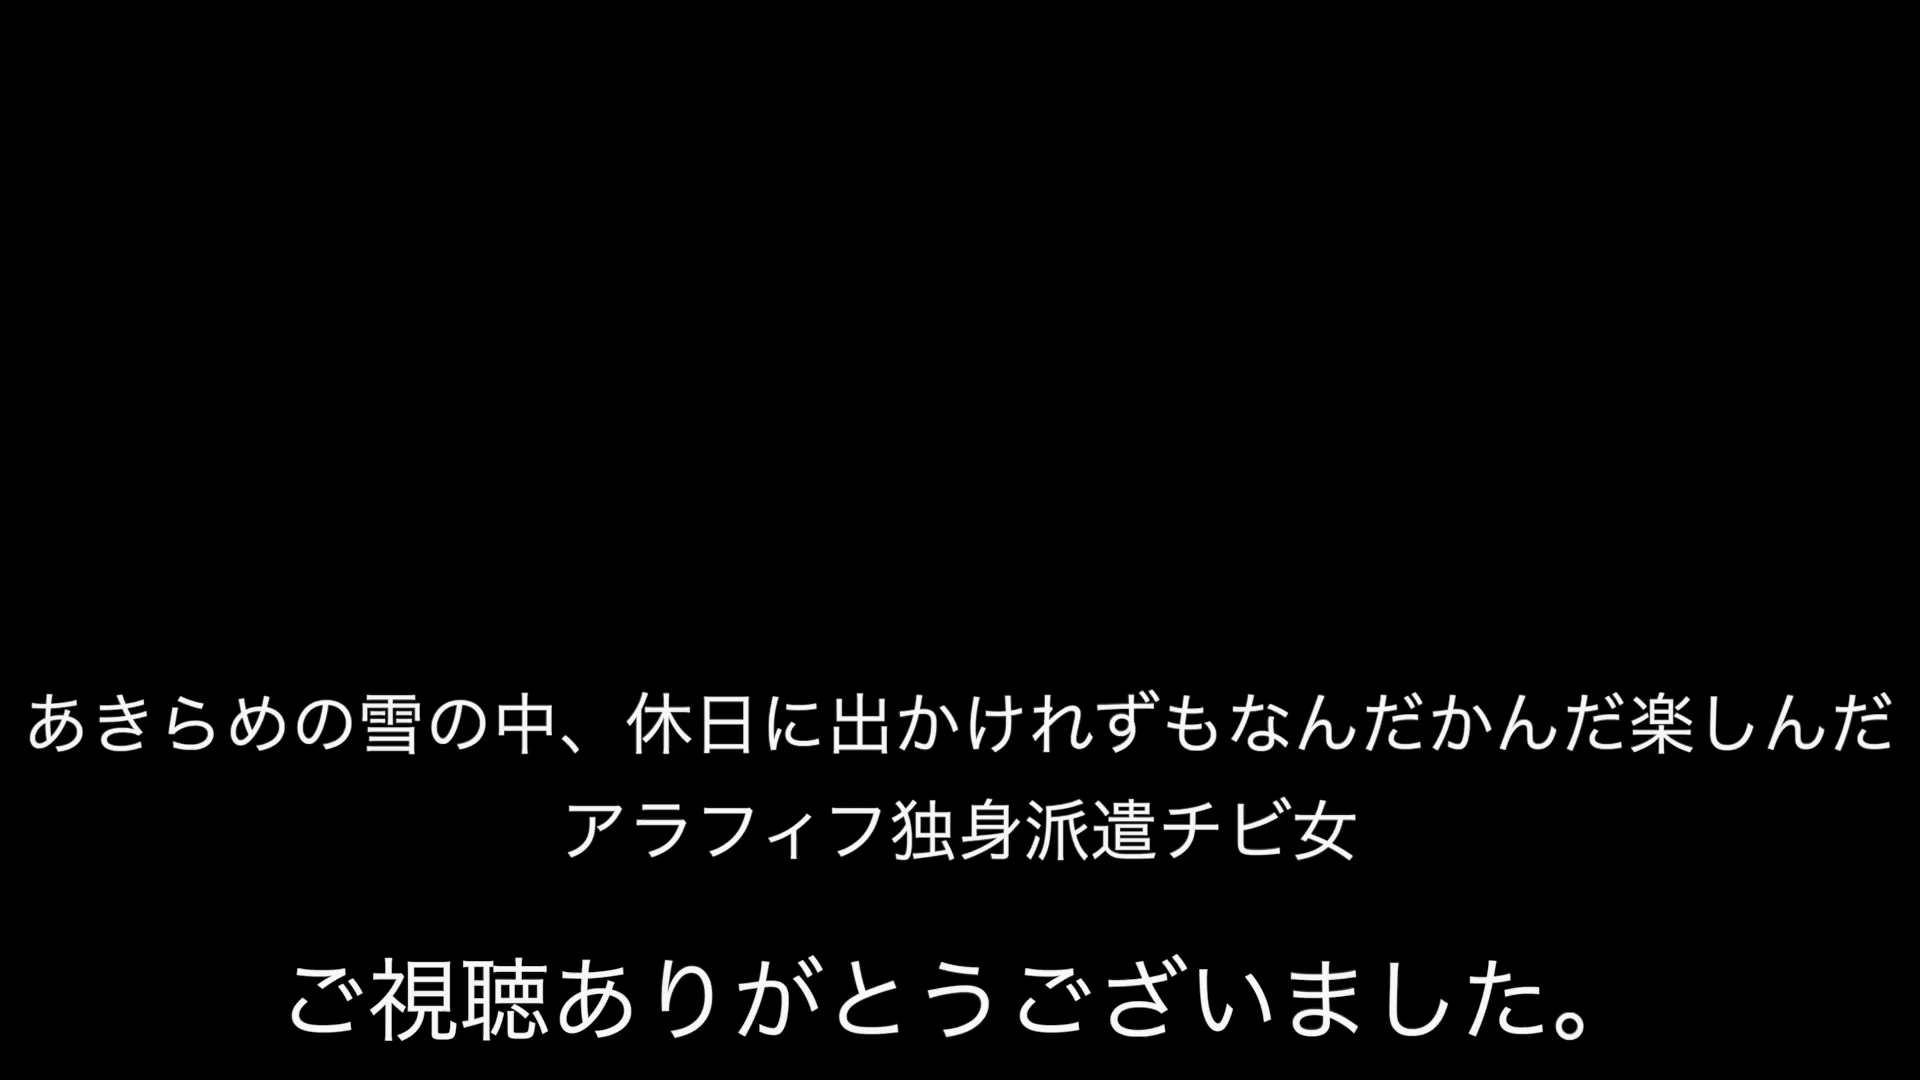 あきらめの雪の中、休日に出かけれずもなんだかんだ楽しんだ
アラフィフ独身派遣チビ女
ご視聴ありがとうございました。